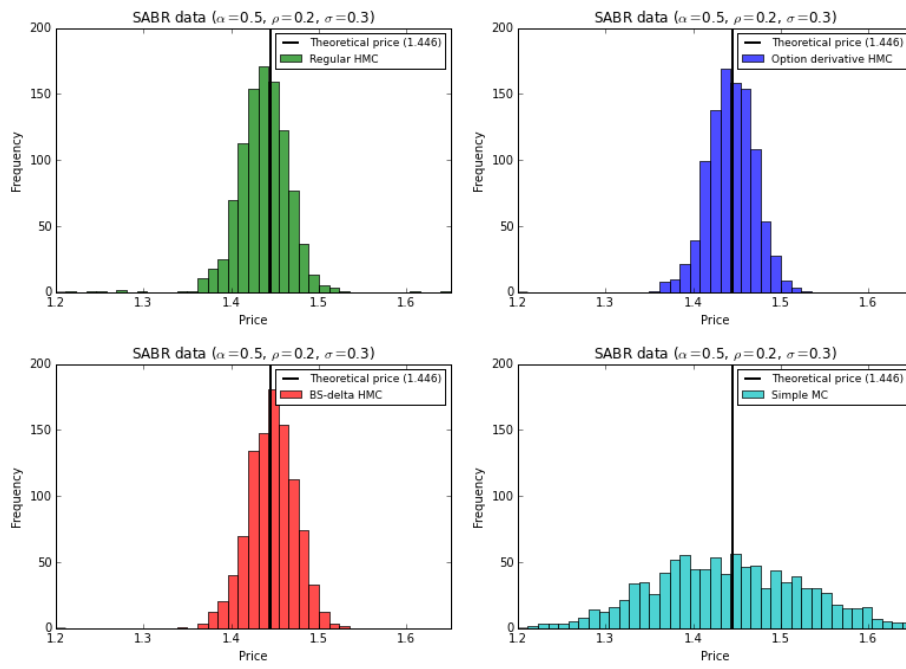 SABR data (α=0.5, ρ=0.2, σ=0.3)
200
150
100
50
0
Frequency
Theoretical price (1.446)
Regular HMC
1.2
1.3
1.4
1.5
1.6
Price
SABR data (α=0.5, ρ=0.2, σ=0.3)
200
150
100
50
0
Frequency
Theoretical price (1.446)
Option derivative HMC
1.2
1.3
1.4
1.5
1.6
Price
SABR data (α=0.5, ρ=0.2, σ=0.3)
200
150
100
50
0
Frequency
Theoretical price (1.446)
BS-delta HMC
1.2
1.3
1.4
1.5
1.6
Price
SABR data (α=0.5, ρ=0.2, σ=0.3)
200
150
100
50
0
Frequency
Theoretical price (1.446)
Simple MC
1.2
1.3
1.4
1.5
1.6
Price